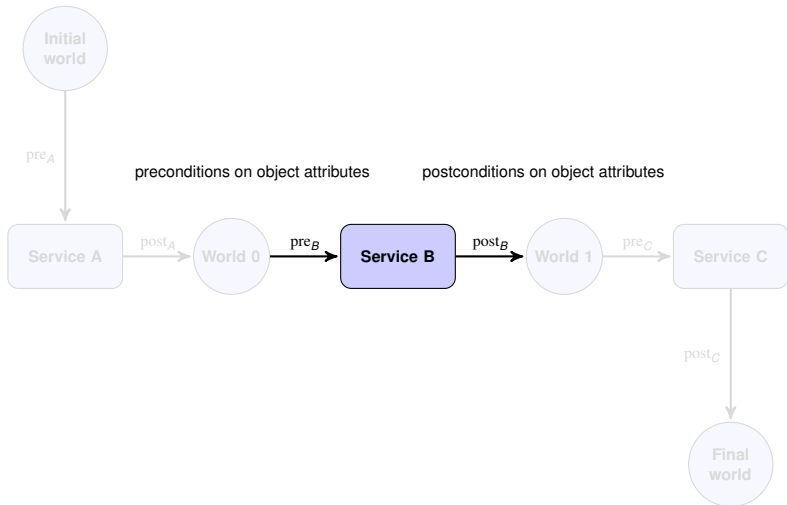 Initial
world
pre_A
preconditions on object attributes
postconditions on object attributes
Service A
post_A
World 0
pre_B
Service B
post_B
World 1
pre_C
Service C
post_C
Final
world